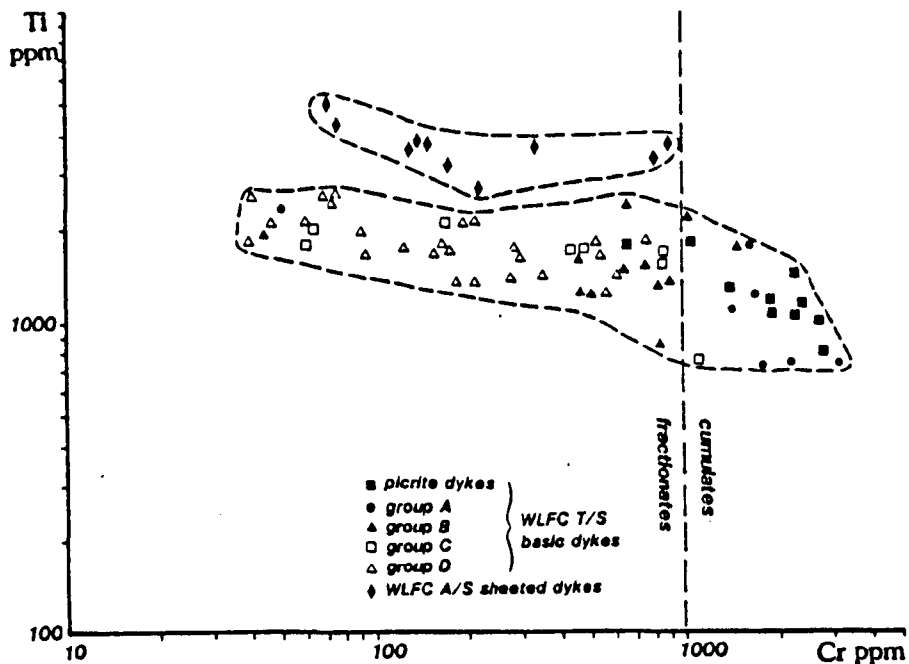 Ti
ppm
1000
100
10
100
1000
Cr ppm
fractionates
cumulates
picrite dykes
group A
group B
group C
group D
WLFC T/S
basic dykes
WLFC A/S sheeted dykes